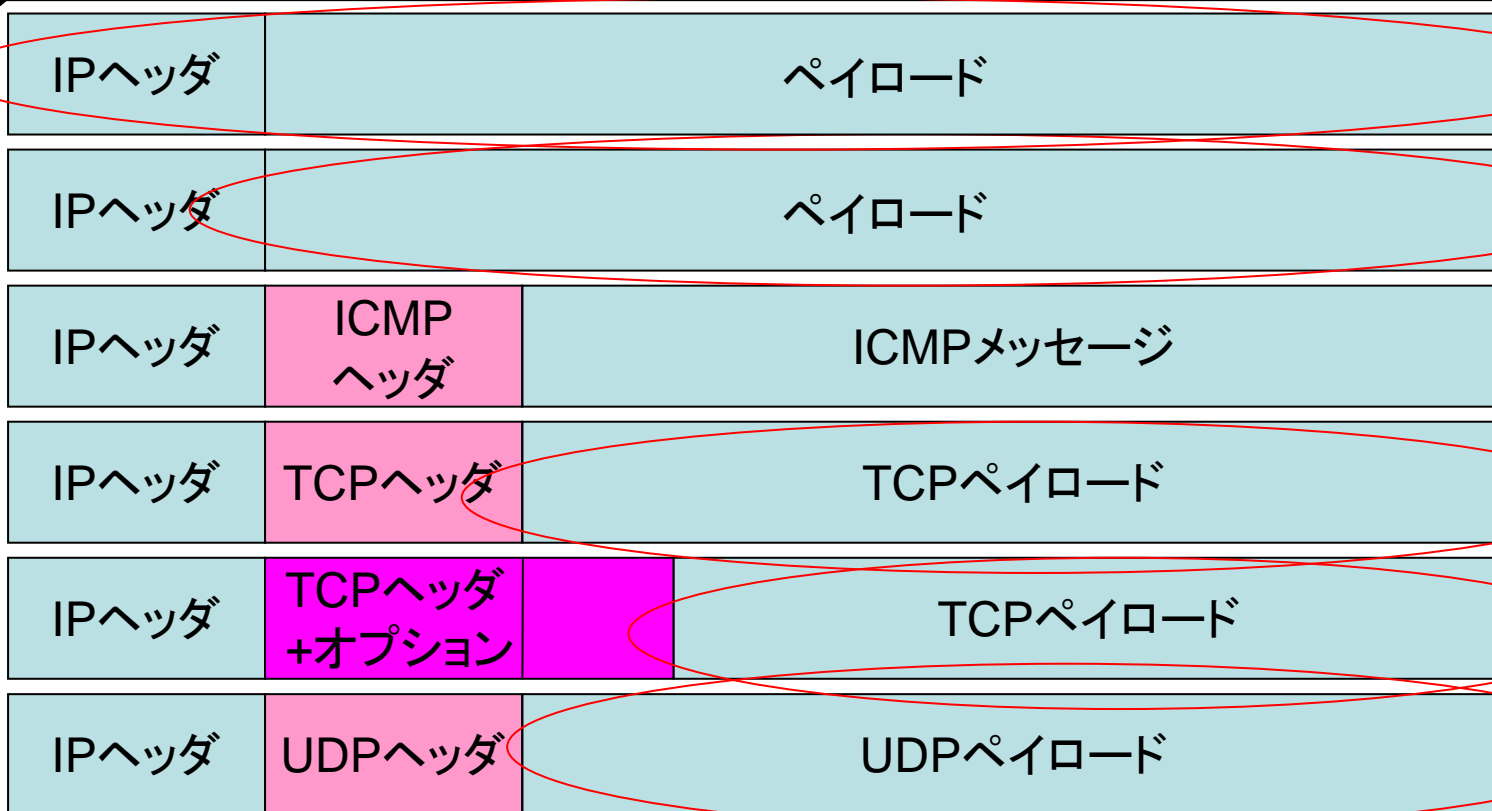 IPヘッダ ペイロード
IPヘッダ ペイロード
IPヘッダ ICMP
ヘッダ ICMPメッセージ
IPヘッダ TCPヘッダ TCPペイロード
IPヘッダ TCPヘッダ
+オプション TCPペイロード
IPヘッダ UDPヘッダ UDPペイロード